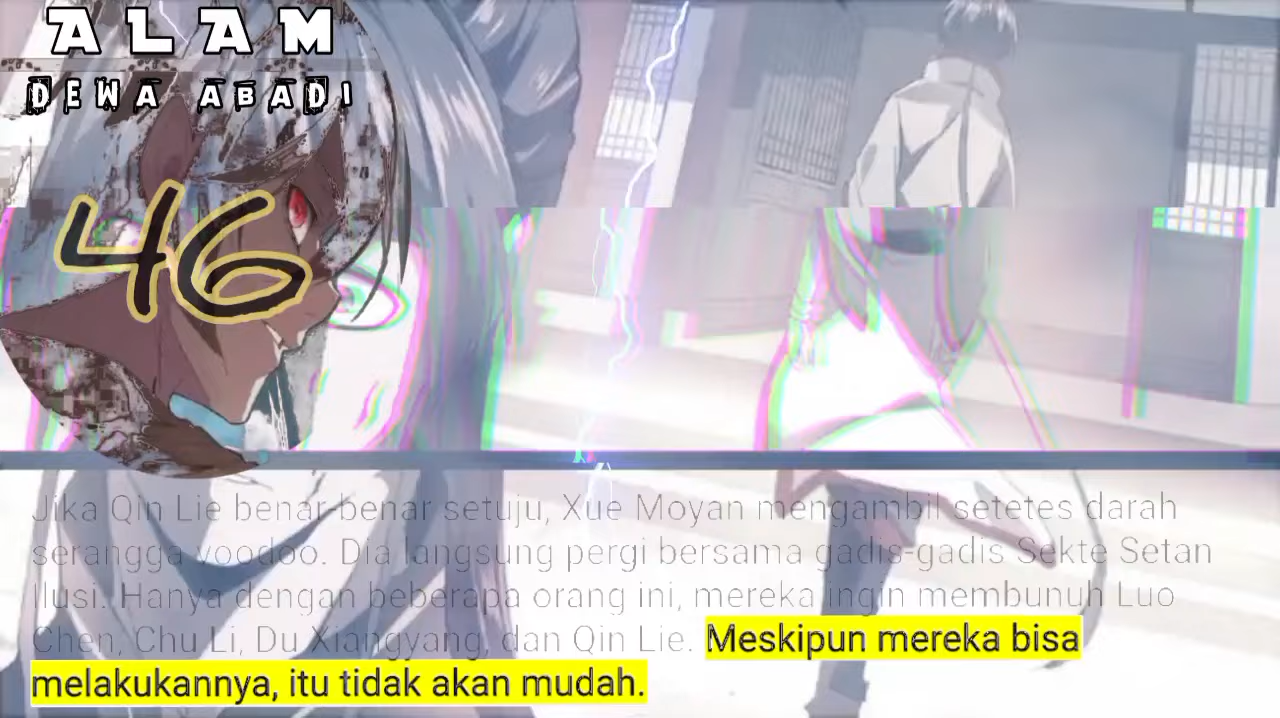 ALAM
DEWA ABADI
46
Jika Qin Lie benar-benar setuju, Xue Moyan mengambil setetes darah
serangga voodoo. Dia langsung pergi bersama gadis-gadis Sekte Setan
Ilusi. Hanya dengan beberapa orang ini, mereka ingin membunuh Luo
Chen, Chu Li, Du Xiangyang, dan Qin Lie. Meskipun mereka bisa
melakukannya, itu tidak akan mudah.